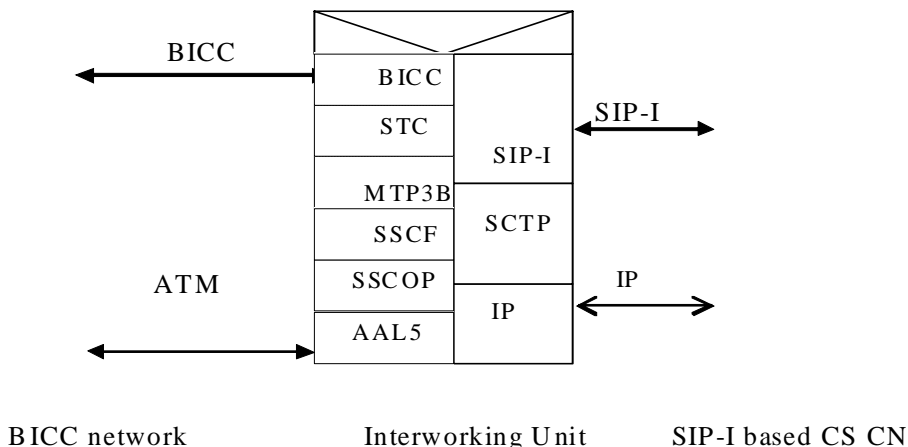 BICC
BICC
STC
SIP-I
SIP-I
MTP3B
SSCF
SCTP
ATM
SSCOP
IP
IP
AAL5
BICC network Interworking Unit SIP-I based CS CN